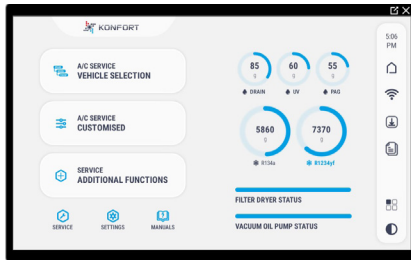 KONFORT
5:06
PM
A/C SERVICE
VEHICLE SELECTION
A/C SERVICE
CUSTOMISED
SERVICE
ADDITIONAL FUNCTIONS
SERVICE
SETTINGS
MANUALS
85
g
60
g
55
g
DRAIN
UV
PAG
5860
g
7370
g
R134a
R1234yf
FILTER DRYER STATUS
VACUUM OIL PUMP STATUS